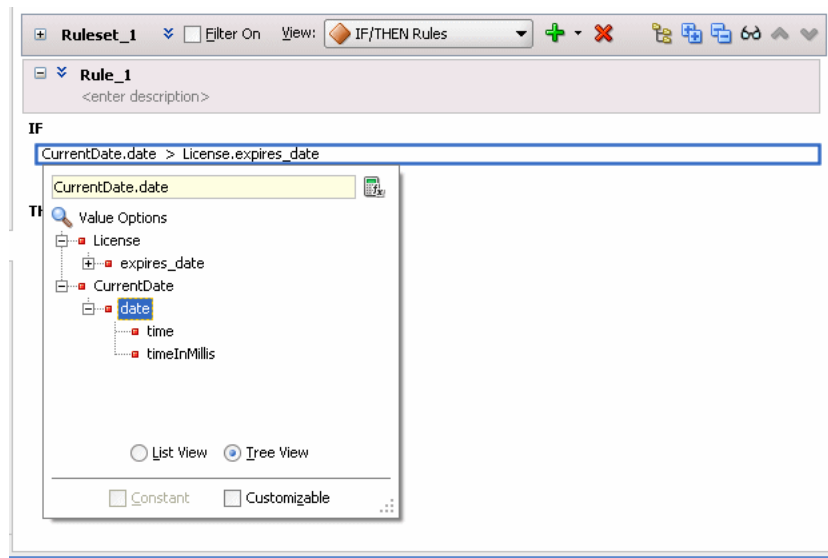 Ruleset_1 Filter On View: IF/THEN Rules
Rule_1
<enter description>
IF
CurrentDate.date > License.expires_date
CurrentDate.date
TH
Value Options
License
expires_date
CurrentDate
date
time
timeInMillis
List View Tree View
Constant Customizable